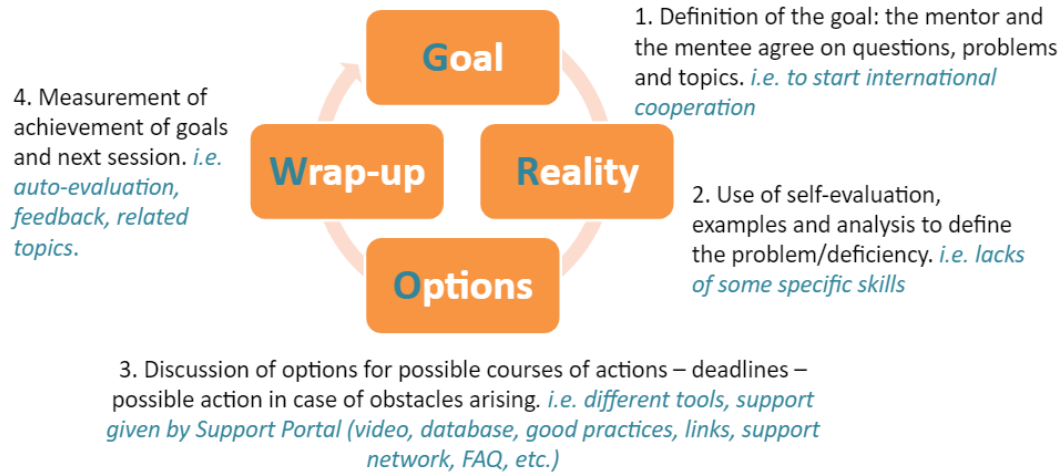 Goal
1. Definition of the goal: the mentor and
the mentee agree on questions, problems
and topics. i.e. to start international
cooperation
Reality
2. Use of self-evaluation,
examples and analysis to define
the problem/deficiency. i.e. lacks
of some specific skills
Options
3. Discussion of options for possible courses of actions – deadlines –
possible action in case of obstacles arising. i.e. different tools, support
given by Support Portal (video, database, good practices, links, support
network, FAQ, etc.)
Wrap-up
4. Measurement of
achievement of goals
and next session. i.e.
auto-evaluation,
feedback, related
topics.